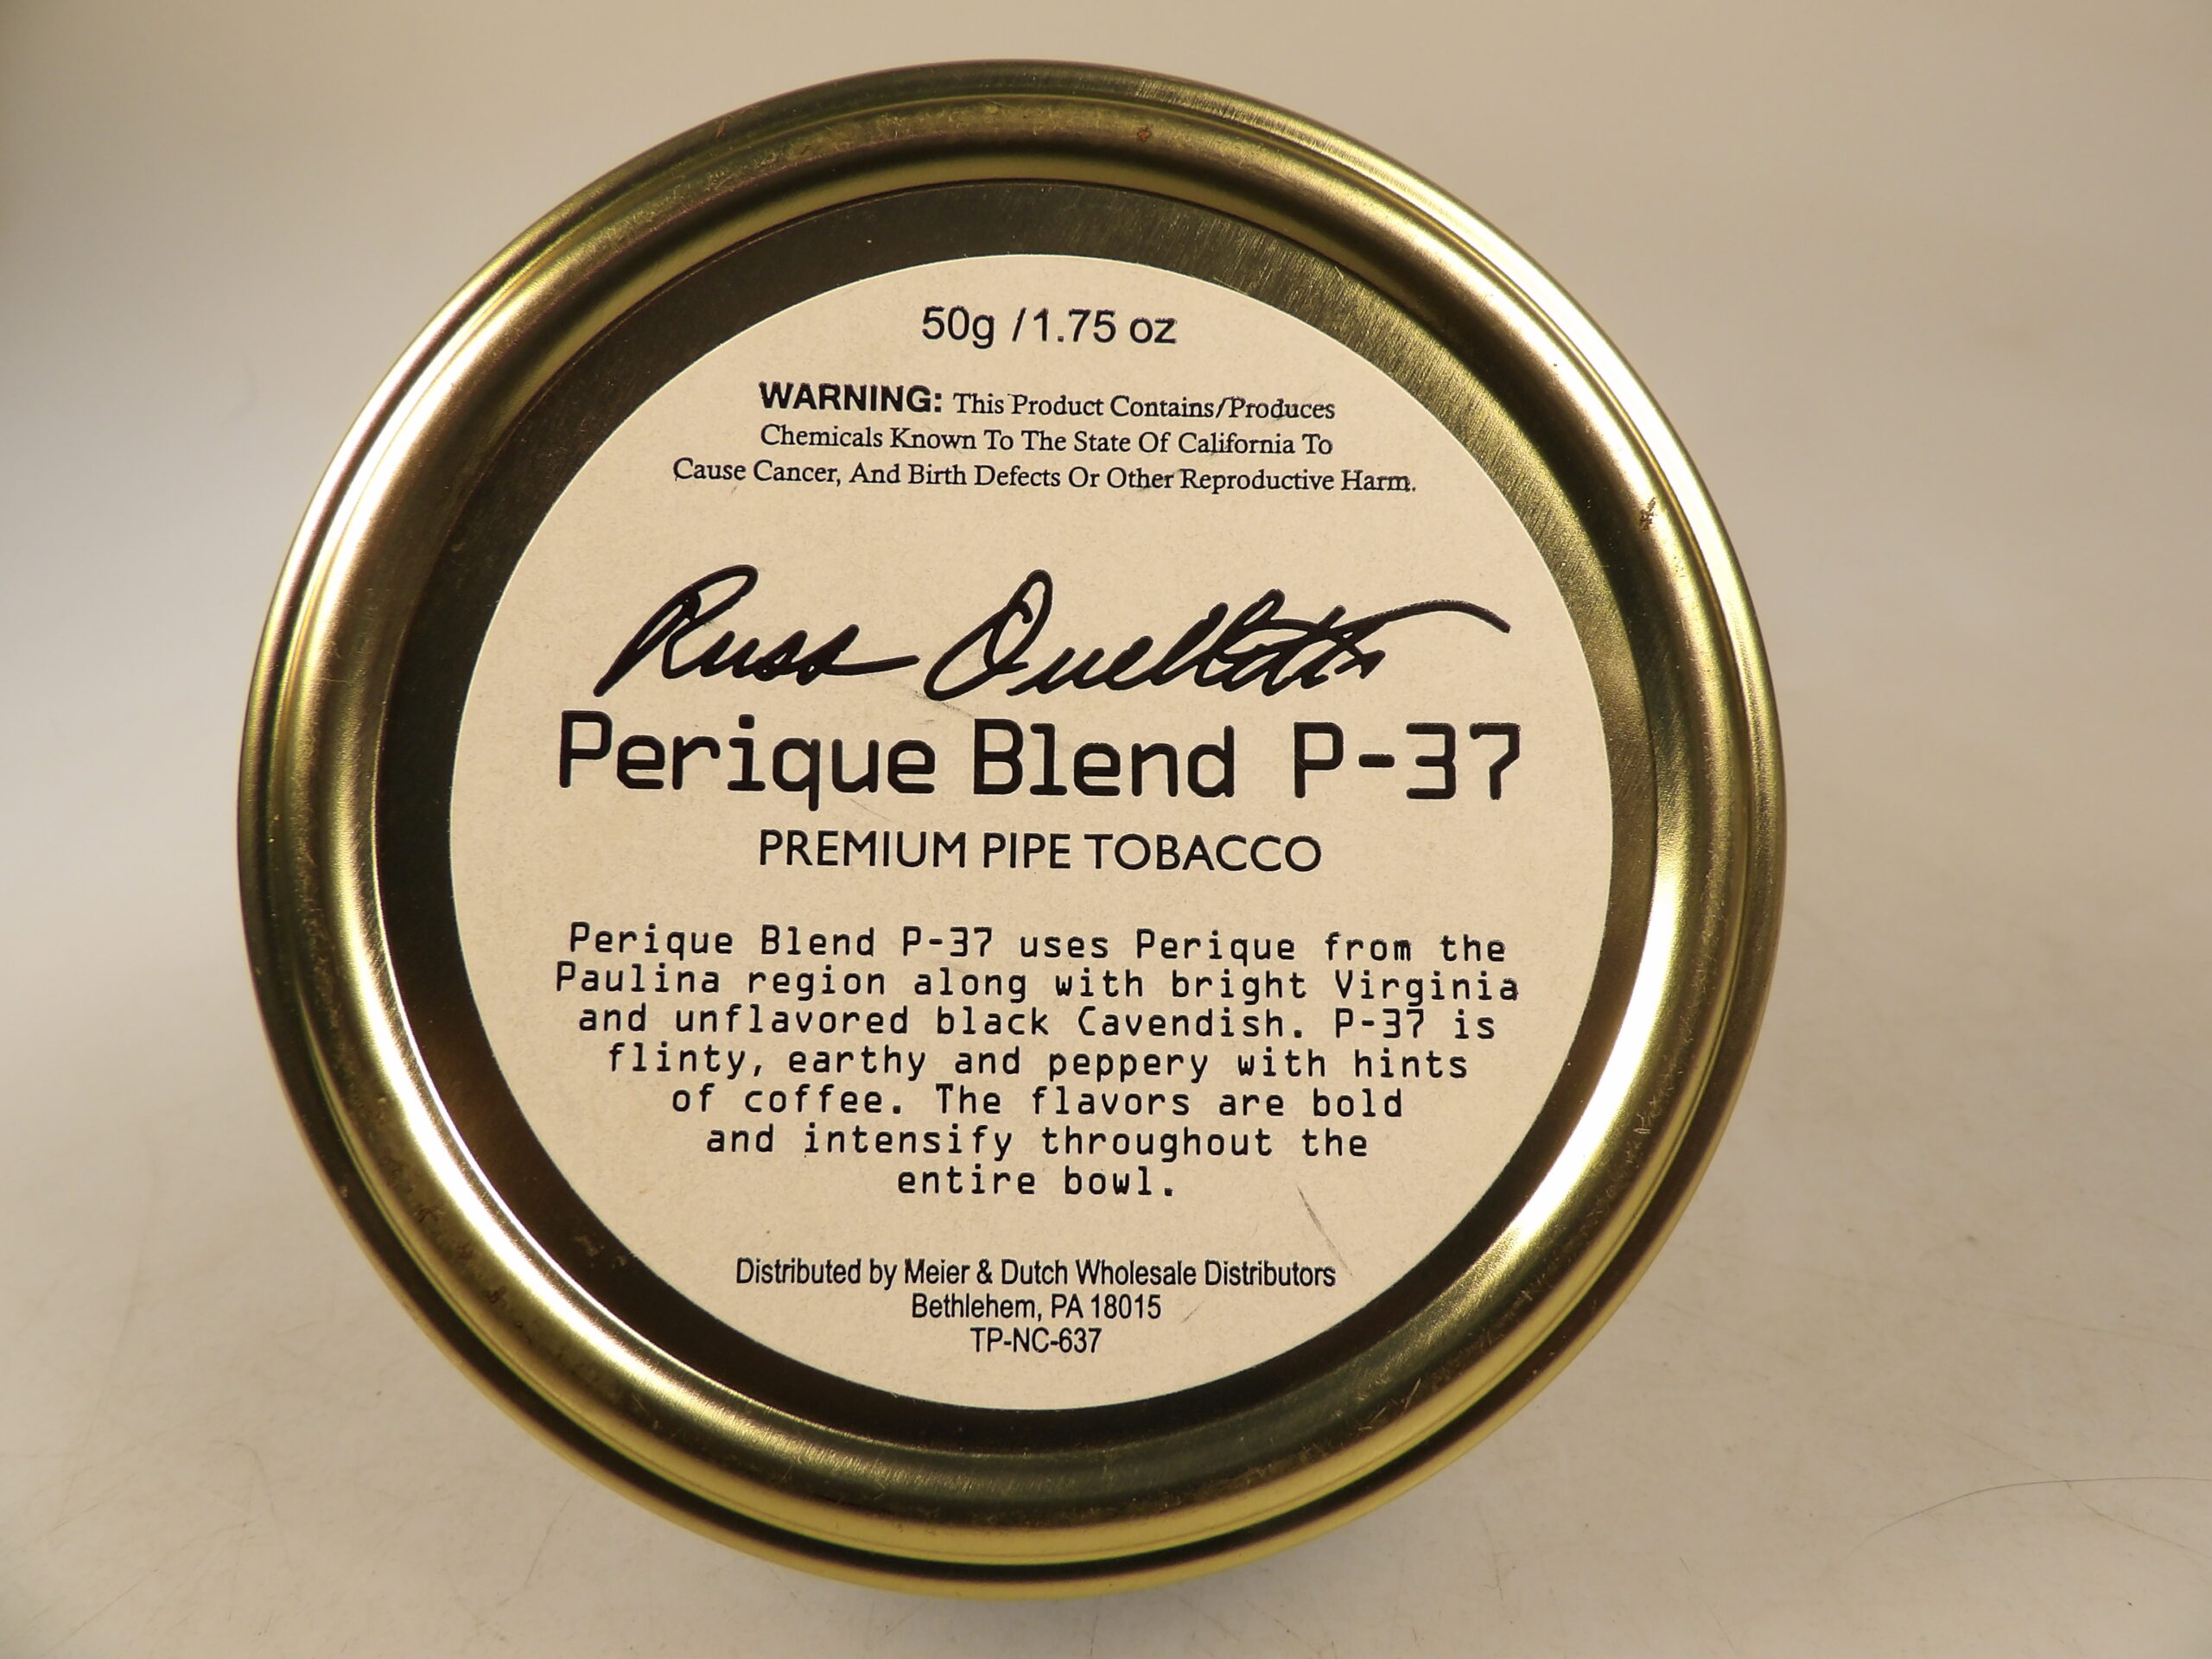 50g / 1.75 oz
WARNING: This Product Contains/Produces
Chemicals Known To The State Of California To
Cause Cancer, And Birth Defects Or Other Reproductive Harm.
Russ Ouellette
Perique Blend P-37
PREMIUM PIPE TOBACCO
Perique Blend P-37 uses Perique from the
Paulina region along with bright Virginia
and unflavored black Cavendish. P-37 is
flinty, earthy and peppery with hints
of coffee. The flavors are bold
and intensify throughout the
entire bowl.
Distributed by Meier & Dutch Wholesale Distributors
Bethlehem, PA 18015
TP-NC-637